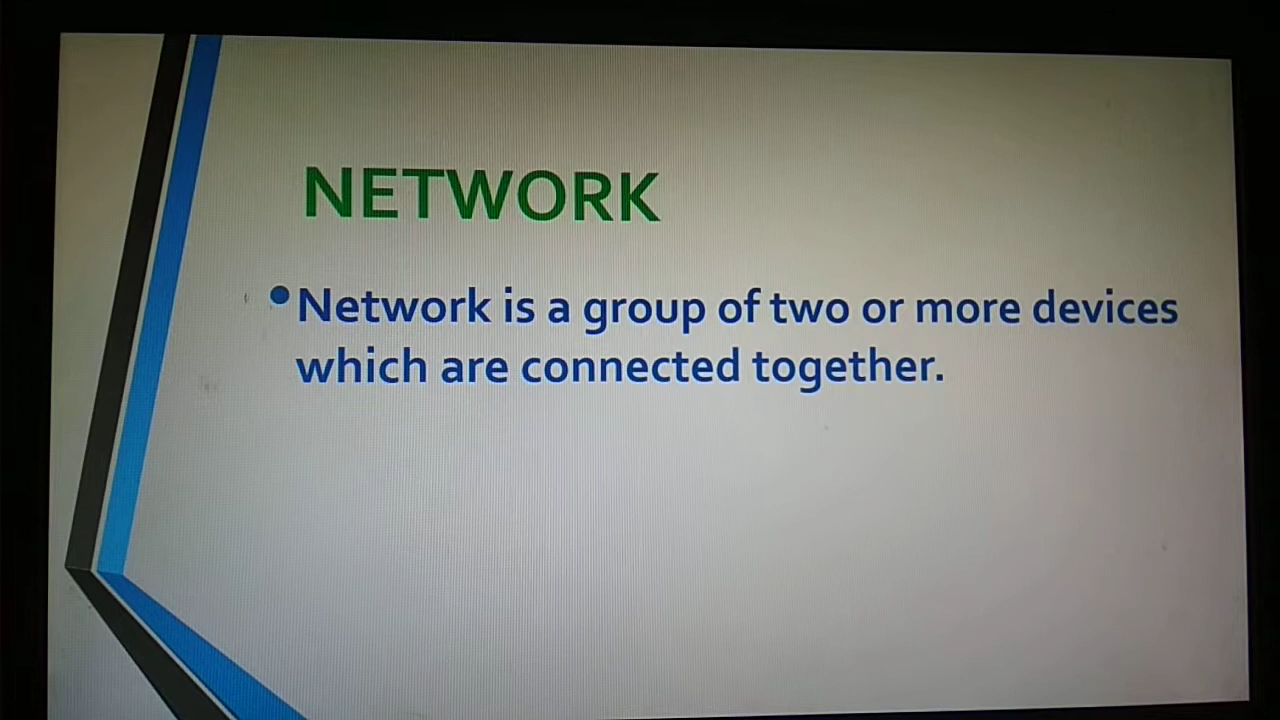 NETWORK
•Network is a group of two or more devices
which are connected together.